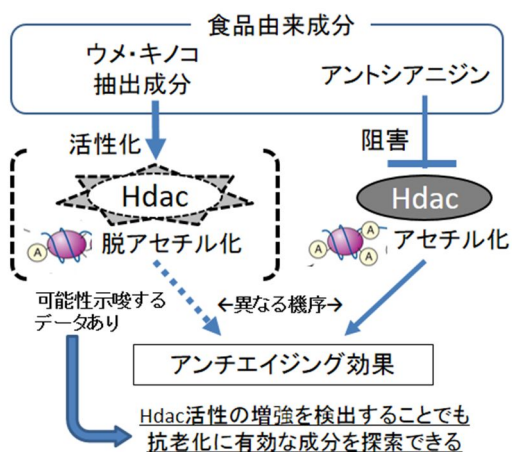 食品由来成分
ウメ・キノコ
抽出成分
アントシアニジン
活性化
阻害
Hdac
Hdac
A
脱アセチル化
A
A
A
A
アセチル化
可能性示唆する
データあり
←異なる機序→
アンチエイジング効果
Hdac活性の増強を検出することでも
抗老化に有効な成分を探索できる